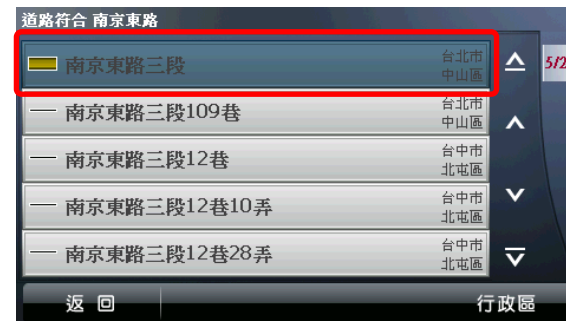 道路符合 南京東路
南京東路三段 台北市 中山區
5/2
南京東路三段109巷 台北市 中山區
南京東路三段12巷 台中市 北屯區
南京東路三段12巷10弄 台中市 北屯區
南京東路三段12巷28弄 台中市 北屯區
返回 行政區